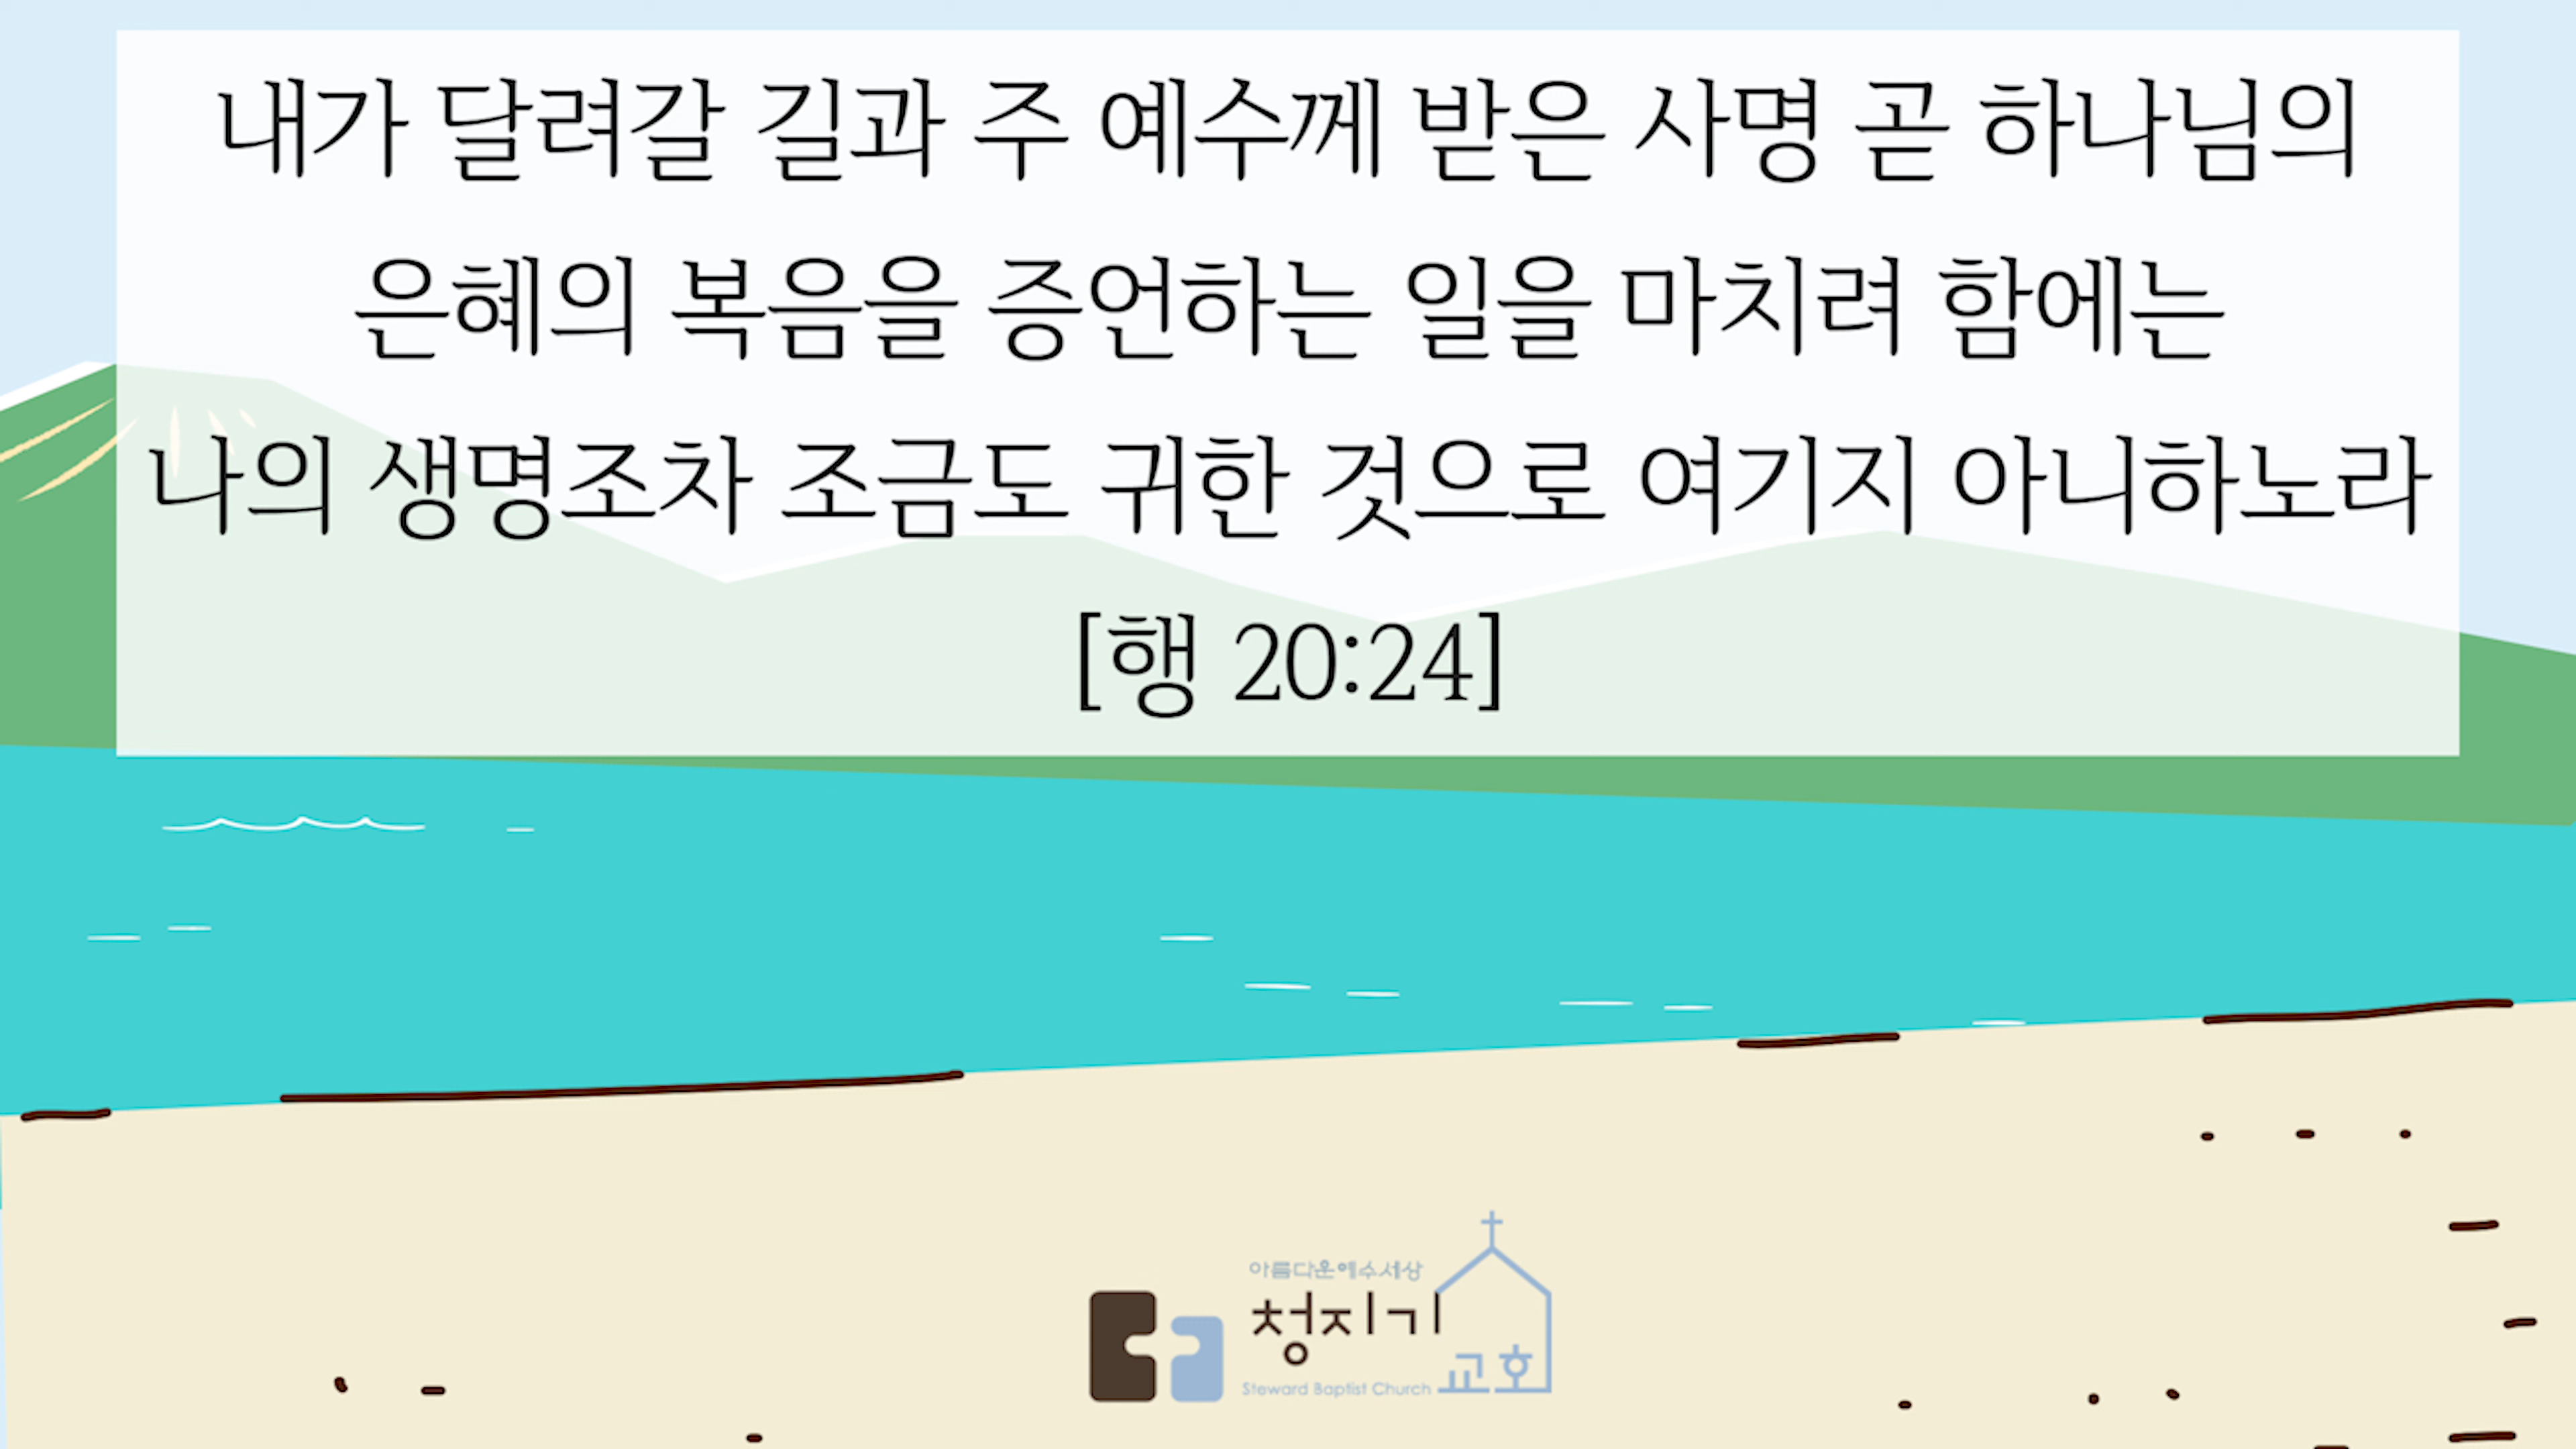 내가 달려갈 길과 주 예수께 받은 사명 곧 하나님의
은혜의 복음을 증언하는 일을 마치려 함에는
나의 생명조차 조금도 귀한 것으로 여기지 아니하노라
[행 20:24]
아름다운예수세상
청지기
교회
Steward Baptist Church